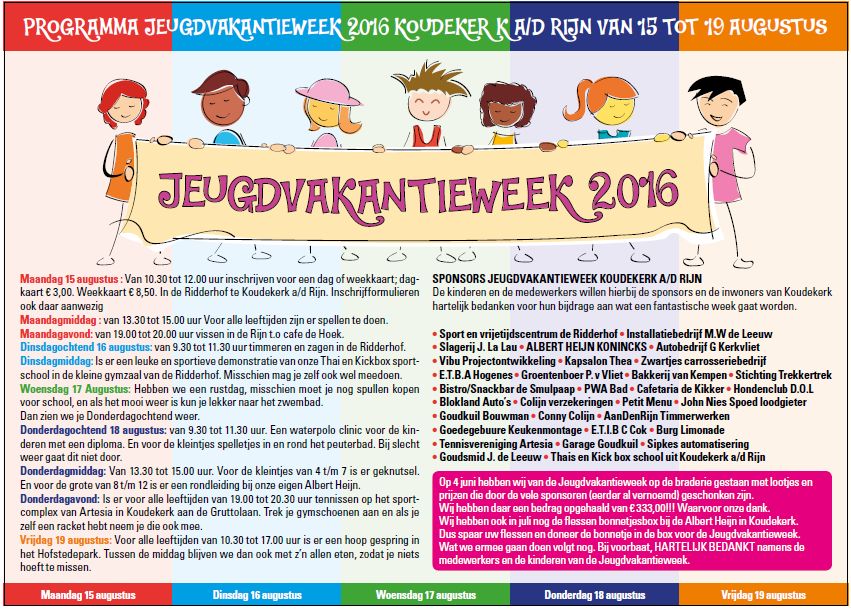 PROGRAMMA JEUGDVAKANTIEWEEK 2016 KOUDEKER K A/D RIJN VAN 15 TOT 19 AUGUSTUS
JEUGDVAKANTIEWEEK 2016
Maandag 15 augustus : Van 10.30 tot 12.00 uur inschrijven voor een dag of weekkaart; dag-
kaart € 3,00. Weekkaart € 8,50. In de Ridderhof te Koudekerk a/d Rijn. Inschrijfformulieren
ook daar aanwezig
Maandagmiddag : van 13.30 tot 15.00 uur Voor alle leeftijden zijn er spellen te doen.
Maandagavond: van 19.00 tot 20.00 uur vissen in de Rijn t.o cafe de Hoek.
Dinsdagochtend 16 augustus: van 9.30 tot 11.30 uur timmeren en zagen in de Ridderhof.
Dinsdagmiddag: Is er een leuke en sportieve demonstratie van onze Thai en Kickbox sport-
school in de kleine gymzaal van de Ridderhof. Misschien mag je zelf ook wel meedoen.
Woensdag 17 Augustus: Hebben we een rustdag, misschien moet je nog spullen kopen
voor school, en als het mooi weer is kun je lekker naar het zwembad.
Dan zien we je Donderdagochtend weer.
Donderdagochtend 18 augustus: van 9.30 tot 11.30 uur. Een waterpolo clinic voor de kin-
deren met een diploma. En voor de kleintjes spelletjes in en rond het peuterbad. Bij slecht
weer gaat dit niet door.
Donderdagmiddag: Van 13.30 tot 15.00 uur. Voor de kleintjes van 4 t/m 7 is er geknutsel.
En voor de grote van 8 t/m 12 is er een rondleiding bij onze eigen Albert Heijn.
Donderdagavond: Is er voor alle leeftijden van 19.00 tot 20.30 uur tennissen op het sport-
complex van Artesia in Koudekerk aan de Gruttolaan. Trek je gymschoenen aan en als je
zelf een racket hebt neem je die ook mee.
Vrijdag 19 augustus: Voor alle leeftijden van 10.30 tot 17.00 uur is er een hoop gespring in
het Hofstedepark. Tussen de middag blijven we dan ook met z'n allen eten, zodat je niets
hoeft te missen.
SPONSORS JEUGDVAKANTIEWEEK KOUDEKERK A/D RIJN
De kinderen en de medewerkers willen hierbij de sponsors en de inwoners van Koudekerk
hartelijk bedanken voor hun bijdrage aan wat een fantastische week gaat worden.
• Sport en vrijetijdscentrum de Ridderhof • Installatiebedrijf M.W de Leeuw
• Slagerij J. La Lau • ALBERT HEIJN KONINCKS • Autobedrijf G Kerkvliet
• Vibu Projectontwikkeling • Kapsalon Thea • Zwartjes carrosseriebedrijf
• E.T.B.A Hogenes • Groentenboer P. v Vliet • Bakkerij van Kempen • Stichting Trekkertrek
• Bistro/Snackbar de Smulpaap • PWA Bad • Cafetaria de Kikker • Hondenclub D.O.L
• Blokland Auto's • Colijn verzekeringen • Petit Menu • John Nies Spoed loodgieter
• Goudkuil Bouwman • Conny Colijn • AanDenRijn Timmerwerken
• Goedegebuure Keukenmontage • E.T.I.B C Cok • Burg Limonade
• Tennisvereniging Artesia • Garage Goudkuil • Sipkes automatisering
• Goudsmid J. de Leeuw • Thais en Kick box school uit Koudekerk a/d Rijn
Op 4 juni hebben wij van de Jeugdvakantieweek op de braderie gestaan met lootjes en
prijzen die door de vele sponsoren (eerder al vernoemd) geschonken zijn.
Wij hebben daar een bedrag opgehaald van € 333,00!!! Waarvoor onze dank.
Wij hebben ook in juli nog de flessen bonnetjesbox bij de Albert Heijn in Koudekerk.
Dus spaar uw flessen en doneer de bonnetje in de box voor de Jeugdvakantieweek.
Wat we ermee gaan doen volgt nog. Bij voorbaat, HARTELIJK BEDANKT namens de
medewerkers en de kinderen van de Jeugdvakantieweek.
Maandag 15 augustus
Dinsdag 16 augustus
Woensdag 17 augustus
Donderdag 18 augustus
Vrijdag 19 augustus